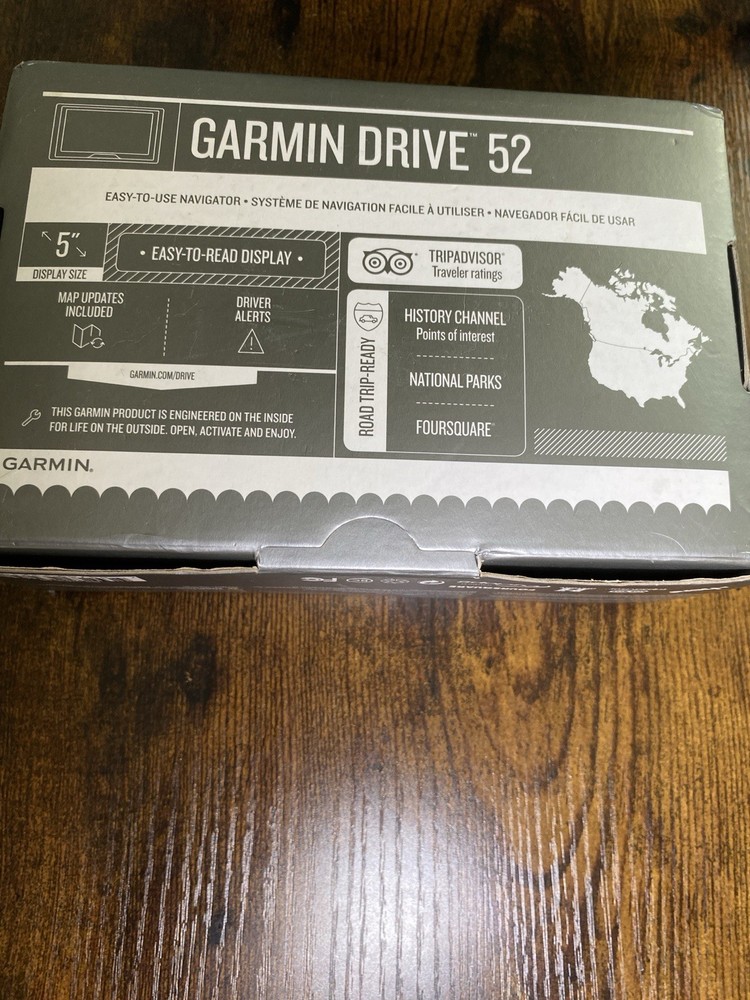 GARMIN DRIVE™ 52
EASY-TO-USE NAVIGATOR • SYSTÈME DE NAVIGATION FACILE À UTILISER • NAVEGADOR FÁCIL DE USAR
5"
DISPLAY SIZE
• EASY-TO-READ DISPLAY •
MAP UPDATES
INCLUDED
DRIVER
ALERTS
GARMIN.COM/DRIVE
THIS GARMIN PRODUCT IS ENGINEERED ON THE INSIDE
FOR LIFE ON THE OUTSIDE. OPEN, ACTIVATE AND ENJOY.
TRIPADVISOR®
Traveler ratings
ROAD TRIP-READY
HISTORY CHANNEL
Points of interest
NATIONAL PARKS
FOURSQUARE®
GARMIN®
FOURSQUARE